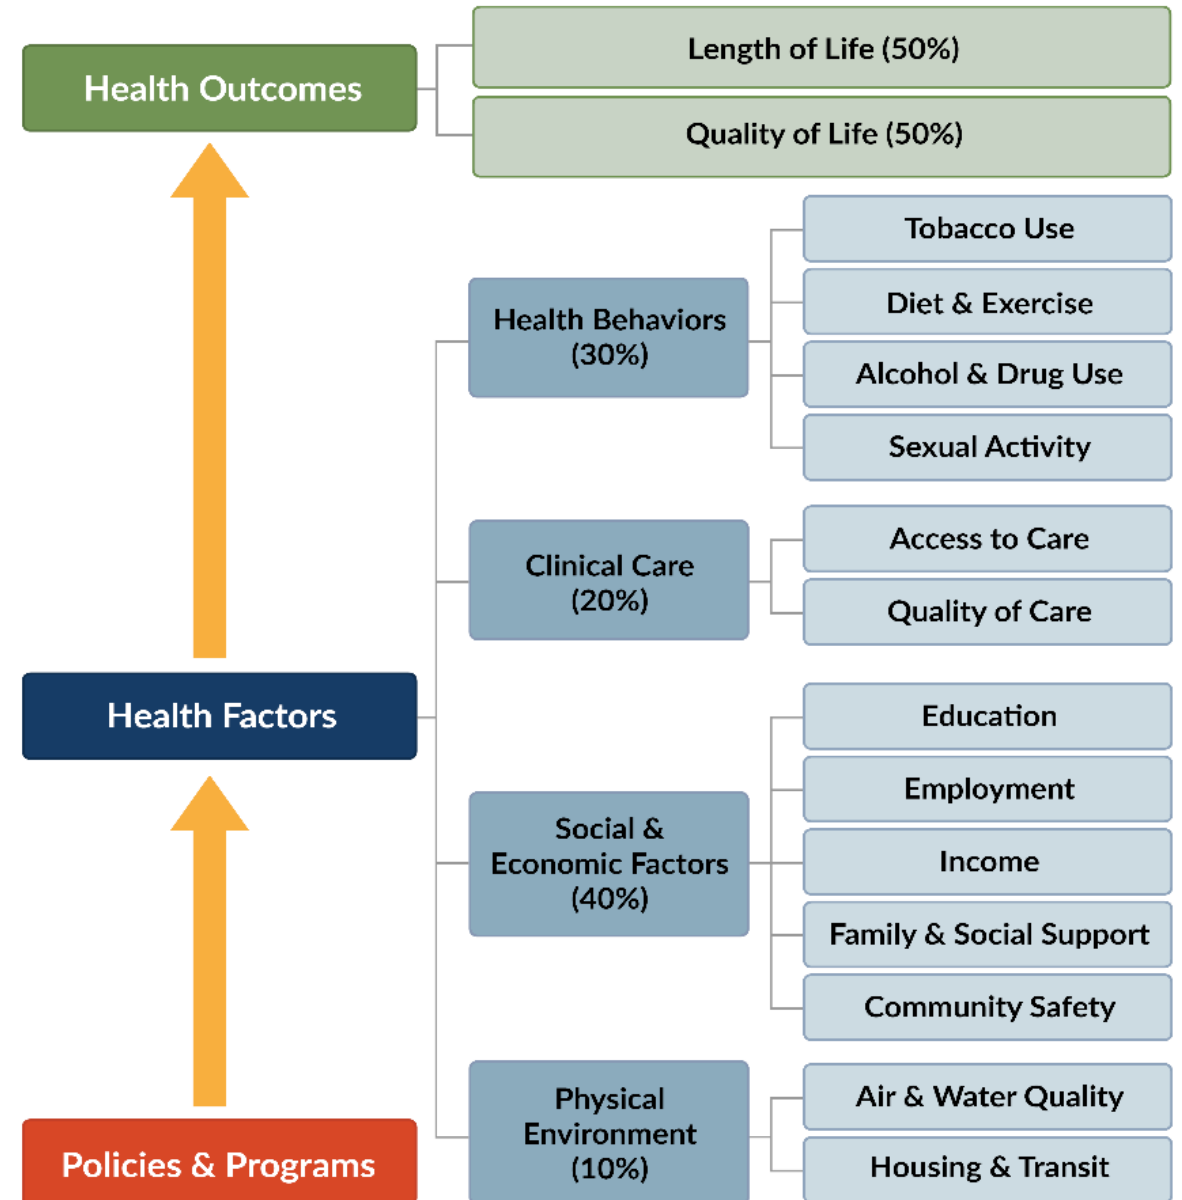 Health Outcomes
Length of Life (50%)
Quality of Life (50%)
Health Factors
Health Behaviors
(30%)
Tobacco Use
Diet & Exercise
Alcohol & Drug Use
Sexual Activity
Clinical Care
(20%)
Access to Care
Quality of Care
Social &
Economic Factors
(40%)
Education
Employment
Income
Family & Social Support
Community Safety
Physical
Environment
(10%)
Air & Water Quality
Housing & Transit
Policies & Programs